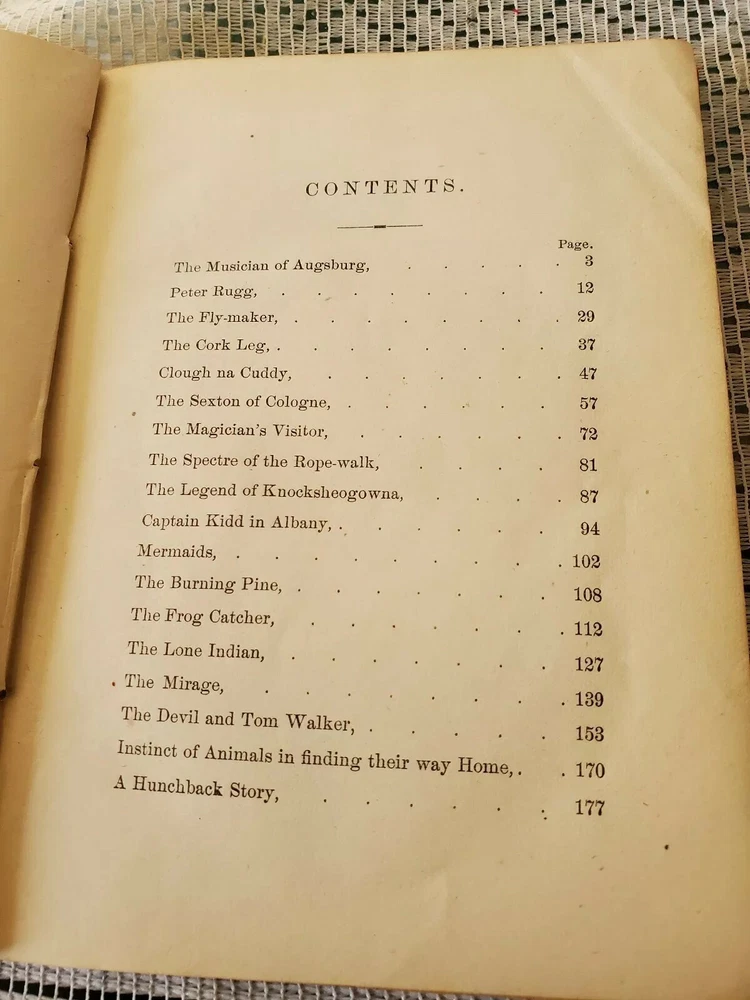 CONTENTS.
Page.
The Musician of Augsburg, . . . . . 3
Peter Rugg, . . . . . . . . 12
The Fly-maker, . . . . . . . . 29
The Cork Leg, . . . . . . . . 37
Clough na Cuddy, . . . . . . . 47
The Sexton of Cologne, . . . . . . 57
The Magician's Visitor, . . . . . . 72
The Spectre of the Rope-walk, . . . . 81
The Legend of Knocksheogowna, . . . . 87
Captain Kidd in Albany, . . . . . . 94
Mermaids, . . . . . . . . . 102
The Burning Pine, . . . . . . . 108
The Frog Catcher, . . . . . . . 112
The Lone Indian, . . . . . . . 127
The Mirage, . . . . . . . . 139
The Devil and Tom Walker, . . . . . 153
Instinct of Animals in finding their way Home, . . 170
A Hunchback Story, . . . . . . 177